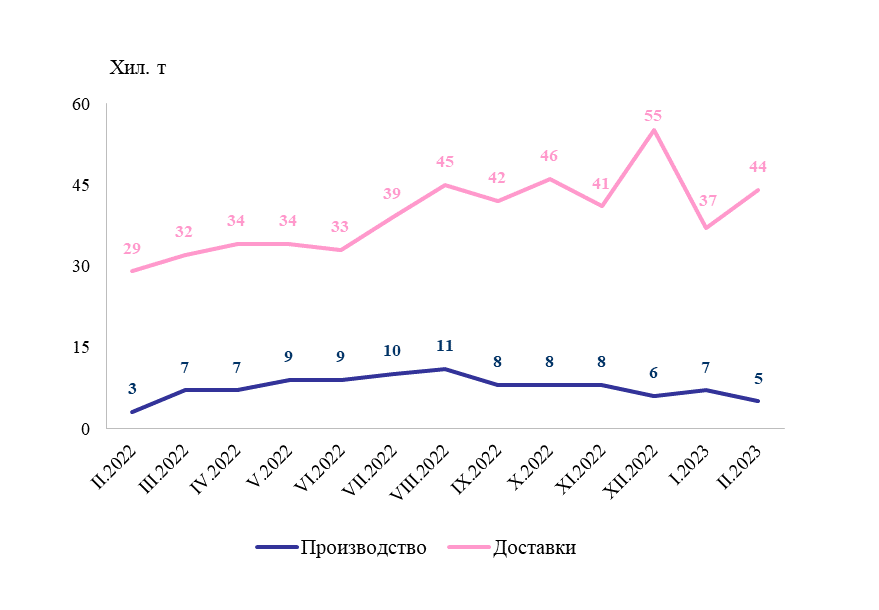 Хил. т
60
45
30
15
0
29 32 34 34 33 39 45 42 46 41 55 37 44
3 7 7 9 9 10 11 8 8 8 6 7 5
II.2022 III.2022 IV.2022 V.2022 VI.2022 VII.2022 VIII.2022 IX.2022 X.2022 XI.2022 XII.2022 I.2023 II.2023
Производство Доставки